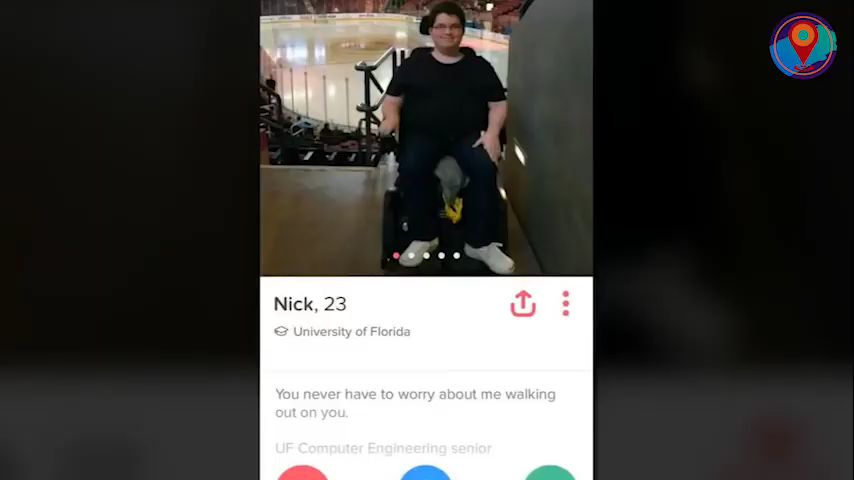 Nick, 23
University of Florida
You never have to worry about me walking
out on you.
UF Computer Engineering senior